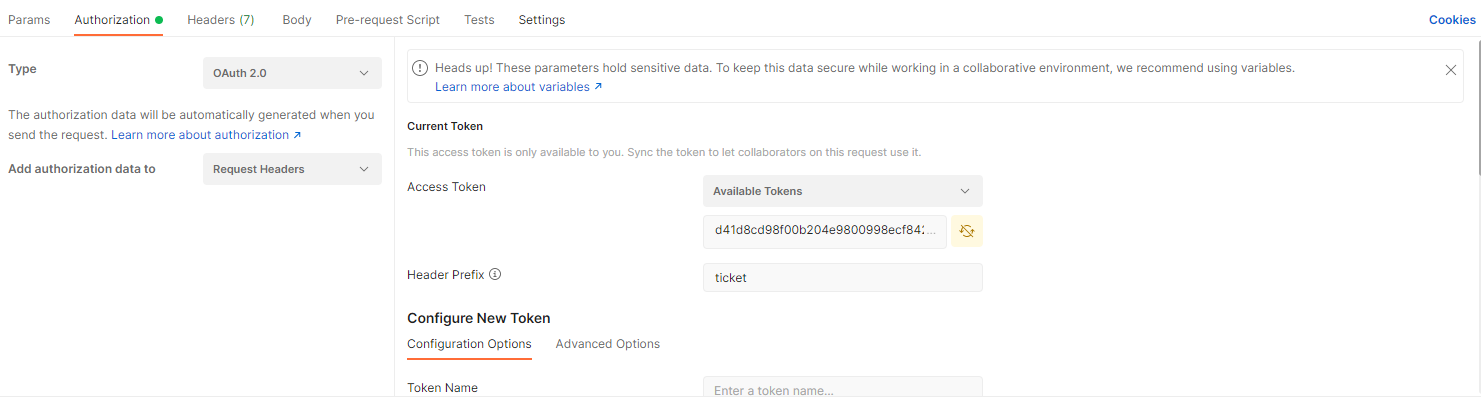 Params Authorization Headers (7) Body Pre-request Script Tests Settings Cookies
Type OAuth 2.0
The authorization data will be automatically generated when you
send the request. Learn more about authorization ↗
Add authorization data to Request Headers
Heads up! These parameters hold sensitive data. To keep this data secure while working in a collaborative environment, we recommend using variables.
Learn more about variables ↗
Current Token
This access token is only available to you. Sync the token to let collaborators on this request use it.
Access Token Available Tokens
d41d8cd98f00b204e9800998ecf842...
Header Prefix ticket
Configure New Token
Configuration Options Advanced Options
Token Name Enter a token name...